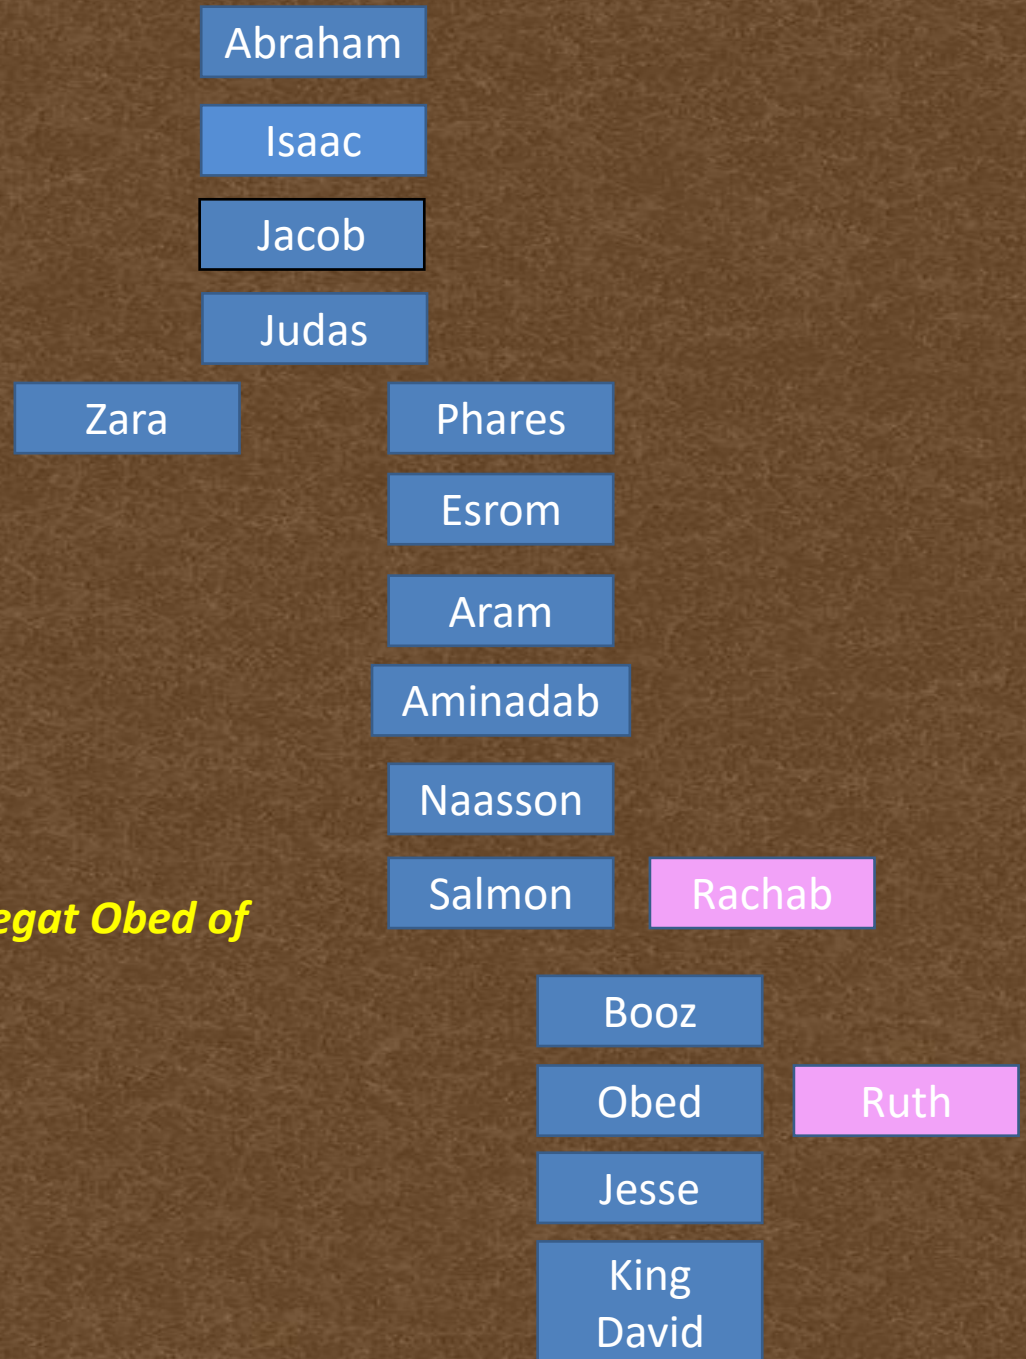 Abraham
Isaac
Jacob
Judas
Zara
Phares
Esrom
Aram
Aminadab
Naasson
Salmon
Rachab
egat Obed of
Booz
Obed
Ruth
Jesse
King
David